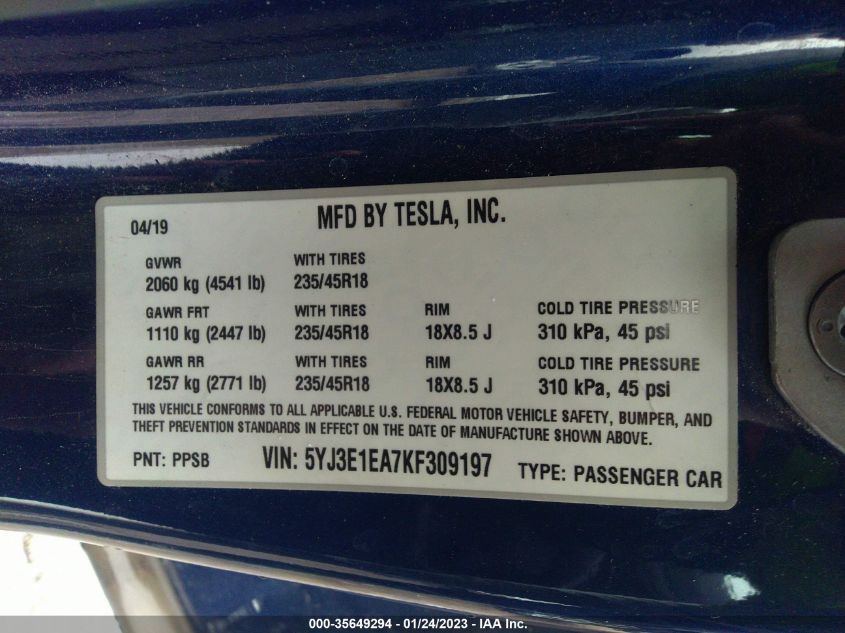 04/19 MFD BY TESLA, INC.
GVWR WITH TIRES
2060 kg (4541 lb) 235/45R18
GAWR FRT WITH TIRES RIM COLD TIRE PRESSURE
1110 kg (2447 lb) 235/45R18 18X8.5 J 310 kPa, 45 psi
GAWR RR WITH TIRES RIM COLD TIRE PRESSURE
1257 kg (2771 lb) 235/45R18 18X8.5 J 310 kPa, 45 psi
THIS VEHICLE CONFORMS TO ALL APPLICABLE U.S. FEDERAL MOTOR VEHICLE SAFETY, BUMPER, AND
THEFT PREVENTION STANDARDS IN EFFECT ON THE DATE OF MANUFACTURE SHOWN ABOVE.
PNT: PPSB VIN: 5YJ3E1EA7KF309197 TYPE: PASSENGER CAR
000-35649294 - 01/24/2023 - IAA Inc.